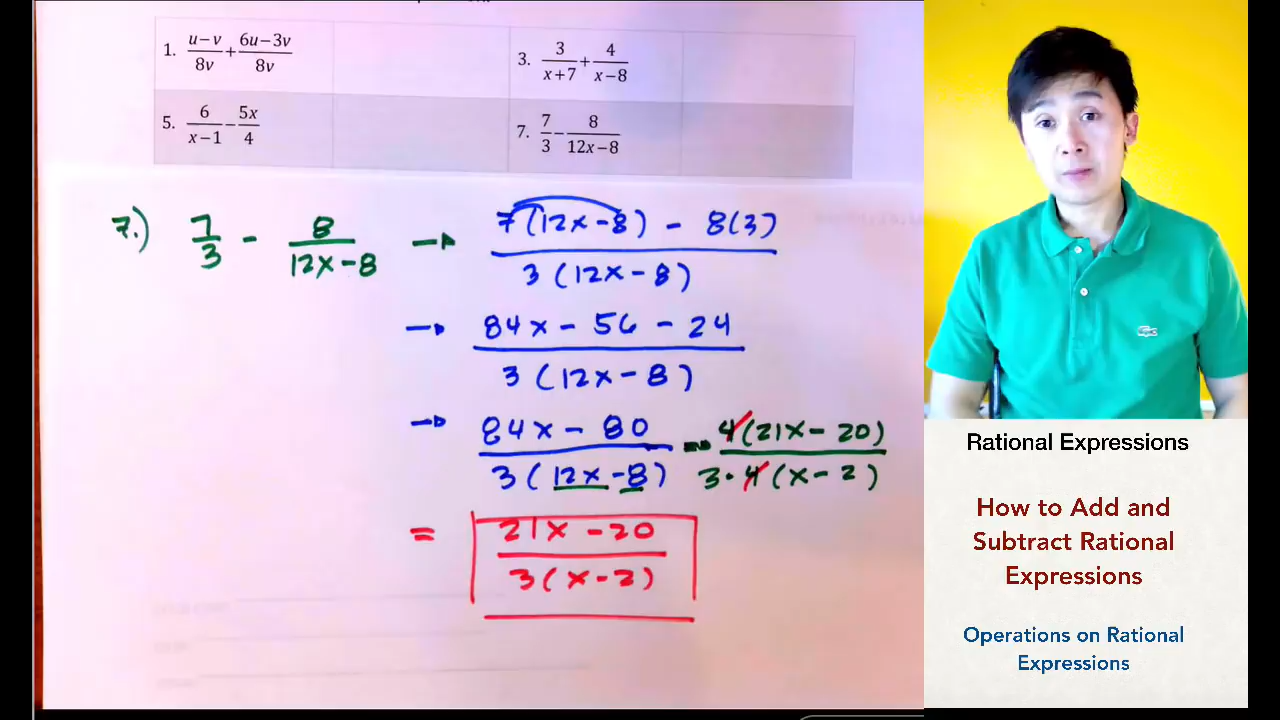 1. (u−v)/8v + (6u−3v)/8v
3. 3/(x+7) + 4/(x−8)
5. 6/(x−1) − 5x/4
7. 7/3 − 8/(12x−8)
7.) 7/3 − 8/(12x−8) → (7(12x−8) − 8(3))/(3(12x−8))
→ (84x − 56 − 24)/(3(12x−8))
→ (84x − 80)/(3(12x−8)) → (4(21x − 20))/(3·4(x−2))
= (21x − 20)/(3(x−2))
Rational Expressions
How to Add and
Subtract Rational
Expressions
Operations on Rational
Expressions